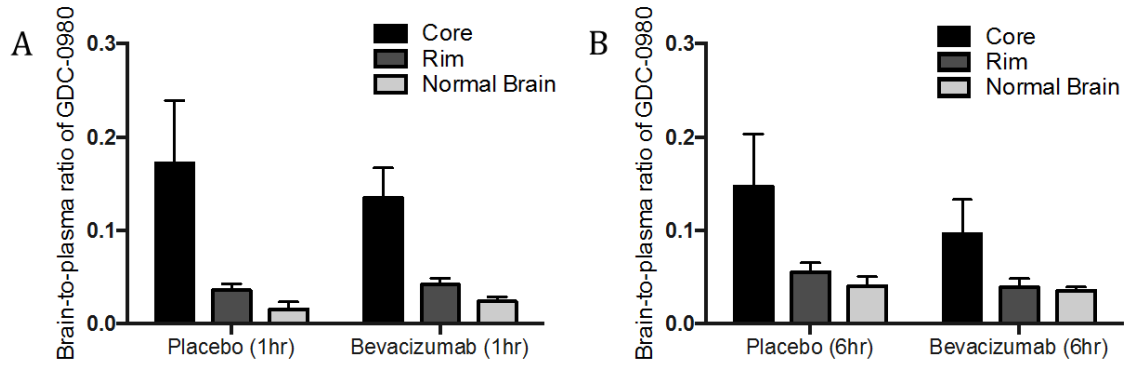 A
Brain-to-plasma ratio of GDC-0980
0.3
0.2
0.1
0.0
Core
Rim
Normal Brain
Placebo (1hr)
Bevacizumab (1hr)
B
Brain-to-plasma ratio of GDC-0980
0.3
0.2
0.1
0.0
Core
Rim
Normal Brain
Placebo (6hr)
Bevacizumab (6hr)